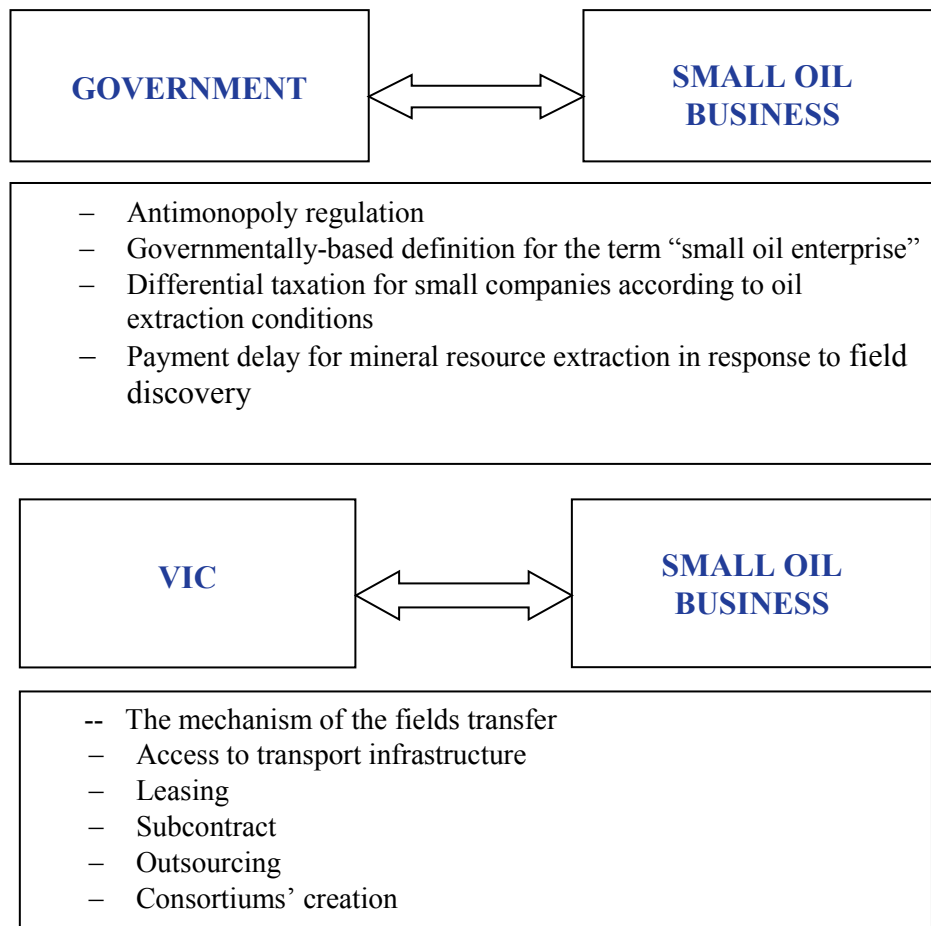 GOVERNMENT
SMALL OIL
BUSINESS
– Antimonopoly regulation
– Governmentally-based definition for the term “small oil enterprise”
– Differential taxation for small companies according to oil
extraction conditions
– Payment delay for mineral resource extraction in response to field
discovery
VIC
SMALL OIL
BUSINESS
-- The mechanism of the fields transfer
– Access to transport infrastructure
– Leasing
– Subcontract
– Outsourcing
– Consortiums’ creation